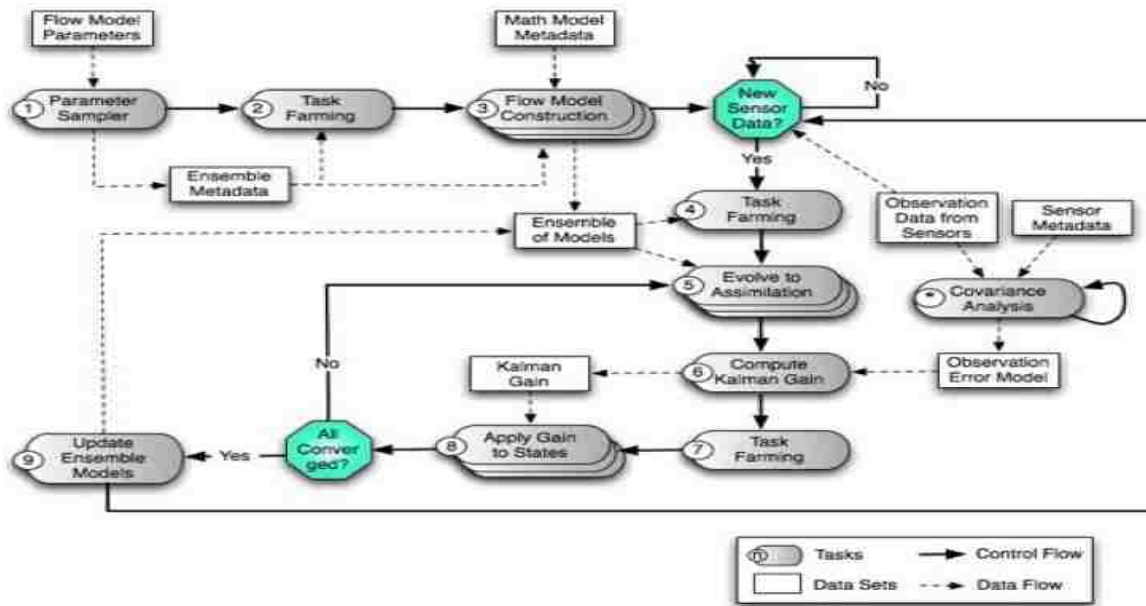 Flow Model
Parameters
Math Model
Metadata
1 Parameter
Sampler
2 Task
Farming
3 Flow Model
Construction
New
Sensor
Data?
No
Yes
Ensemble
Metadata
Ensemble
of Models
4 Task
Farming
Observation
Data from
Sensors
Sensor
Metadata
5 Evolve to
Assimilation
* Covariance
Analysis
No
Kalman
Gain
6 Compute
Kalman Gain
Observation
Error Model
9 Update
Ensemble
Models
Yes
All
Conver
ged?
8 Apply Gain
to States
7 Task
Farming
n Tasks
Control Flow
Data Sets
Data Flow